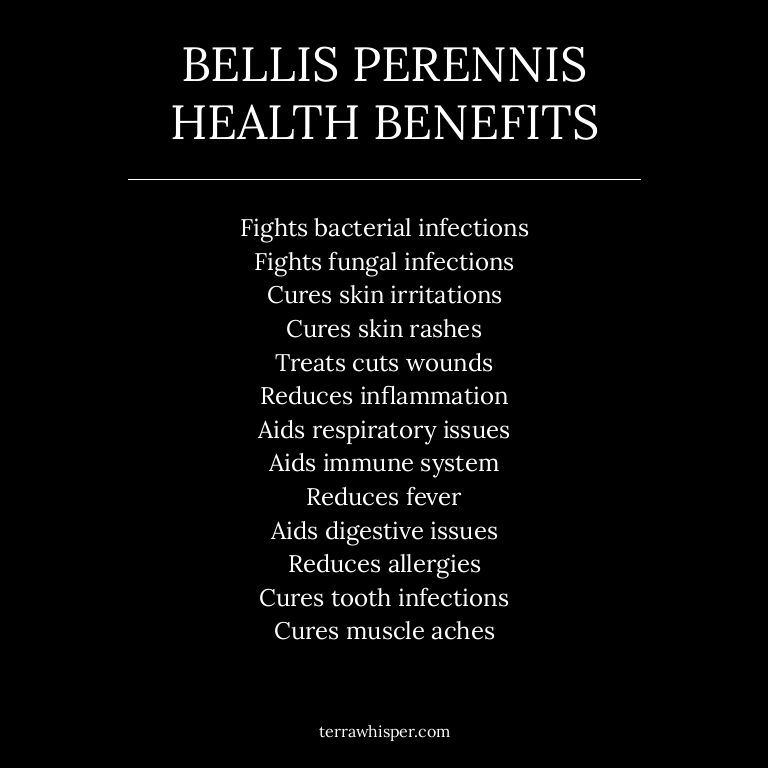 BELLIS PERENNIS
HEALTH BENEFITS
Fights bacterial infections
Fights fungal infections
Cures skin irritations
Cures skin rashes
Treats cuts wounds
Reduces inflammation
Aids respiratory issues
Aids immune system
Reduces fever
Aids digestive issues
Reduces allergies
Cures tooth infections
Cures muscle aches
terrawhisper.com